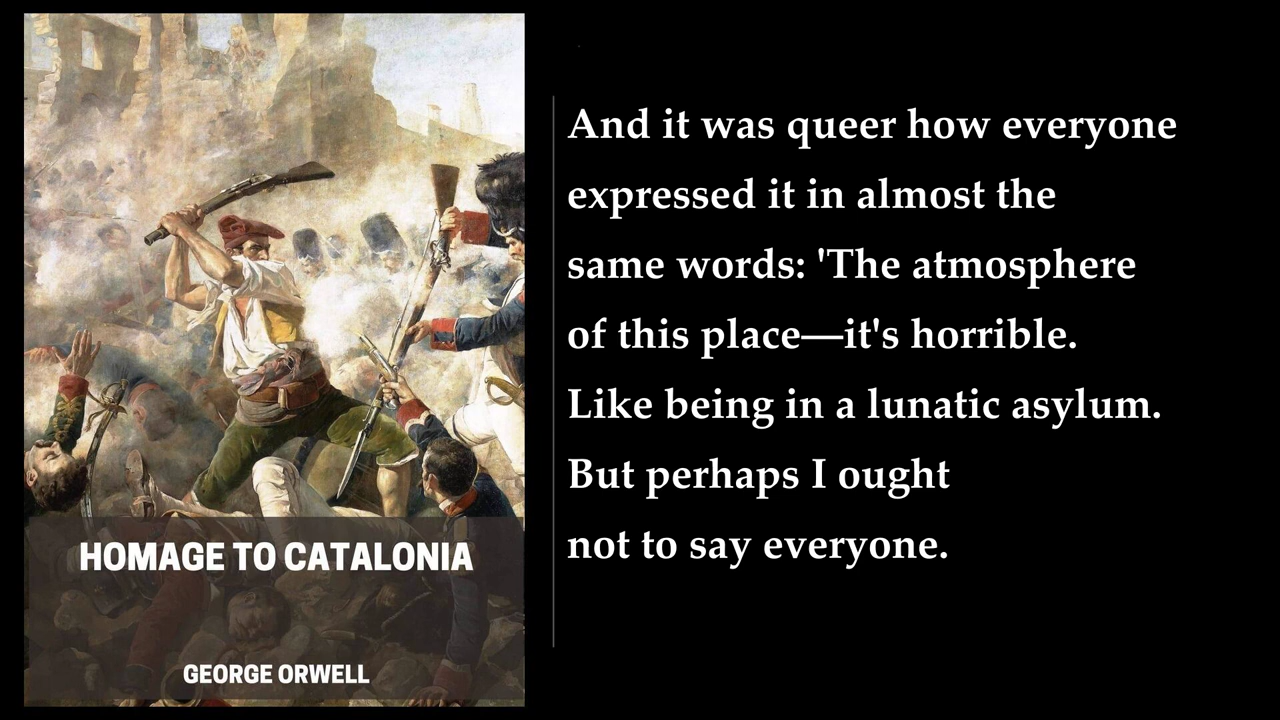 HOMAGE TO CATALONIA
GEORGE ORWELL
And it was queer how everyone
expressed it in almost the
same words: 'The atmosphere
of this place—it's horrible.
Like being in a lunatic asylum.
But perhaps I ought
not to say everyone.